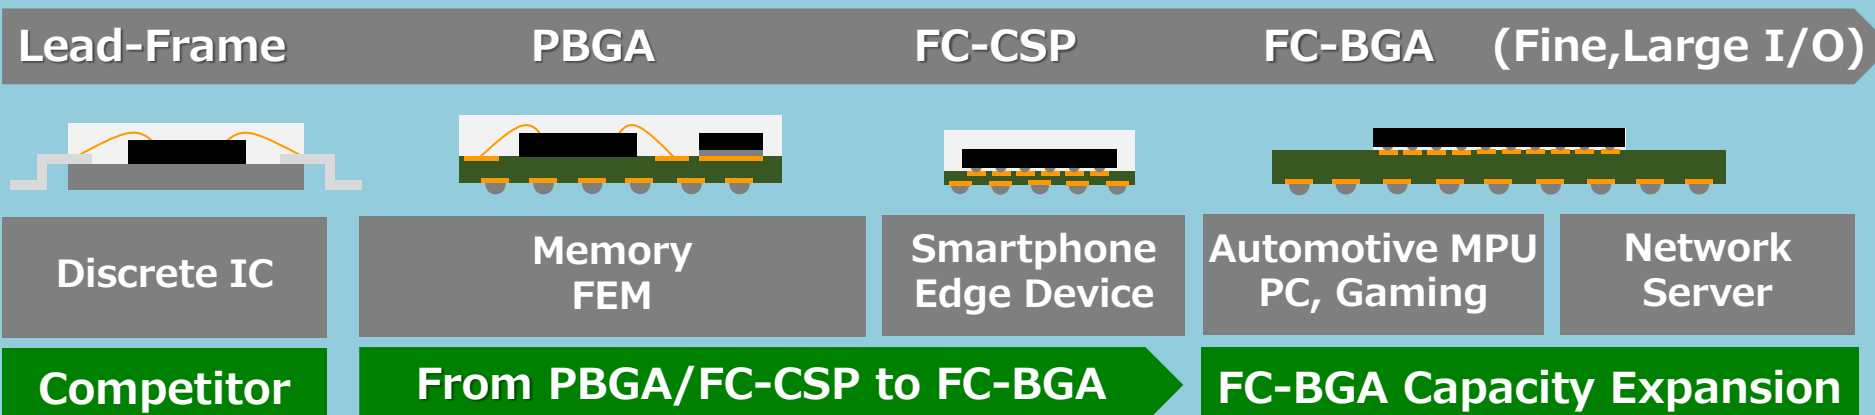 Lead-Frame PBGA FC-CSP FC-BGA (Fine,Large I/O)
Discrete IC
Memory
FEM
Smartphone
Edge Device
Automotive MPU
PC, Gaming
Network
Server
Competitor
From PBGA/FC-CSP to FC-BGA
FC-BGA Capacity Expansion